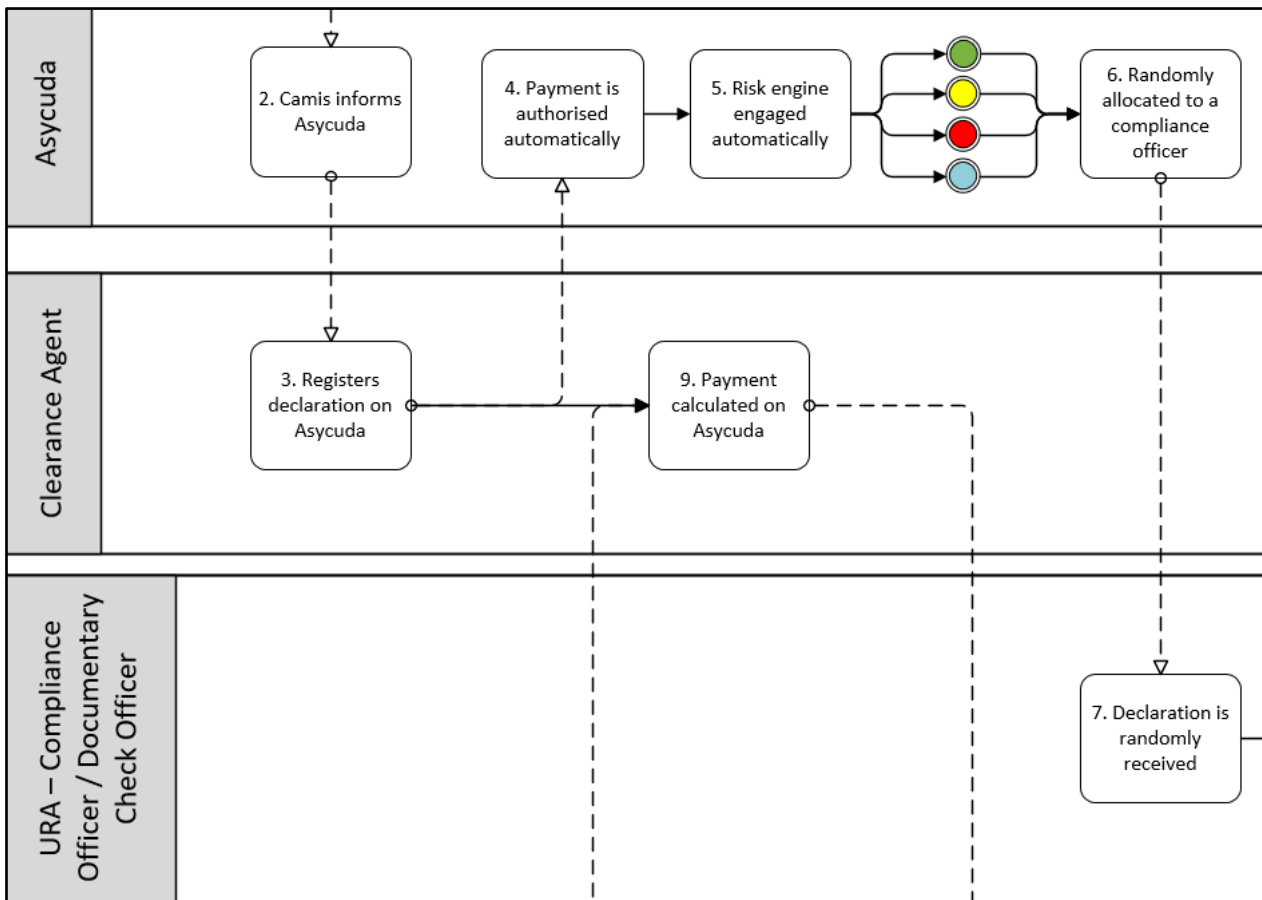 Asycuda
2. Camis informs
Asycuda
4. Payment is
authorised
automatically
5. Risk engine
engaged
automatically
6. Randomly
allocated to a
compliance
officer
Clearance Agent
3. Registers
declaration on
Asycuda
9. Payment
calculated on
Asycuda
URA – Compliance
Officer / Documentary
Check Officer
7. Declaration is
randomly
received